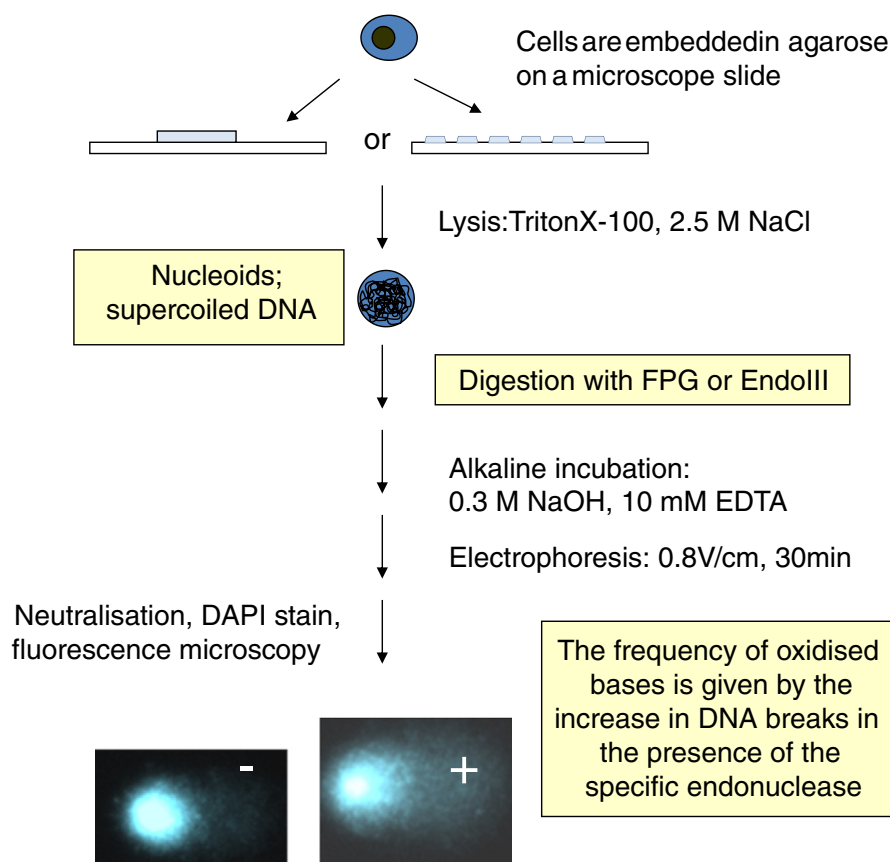 Cells are embeddedin agarose
on a microscope slide
or
Lysis:TritonX-100, 2.5 M NaCl
Nucleoids;
supercoiled DNA
Digestion with FPG or EndoIII
Alkaline incubation:
0.3 M NaOH, 10 mM EDTA
Electrophoresis: 0.8V/cm, 30min
Neutralisation, DAPI stain,
fluorescence microscopy
The frequency of oxidised
bases is given by the
increase in DNA breaks in
the presence of the
specific endonuclease
-
+